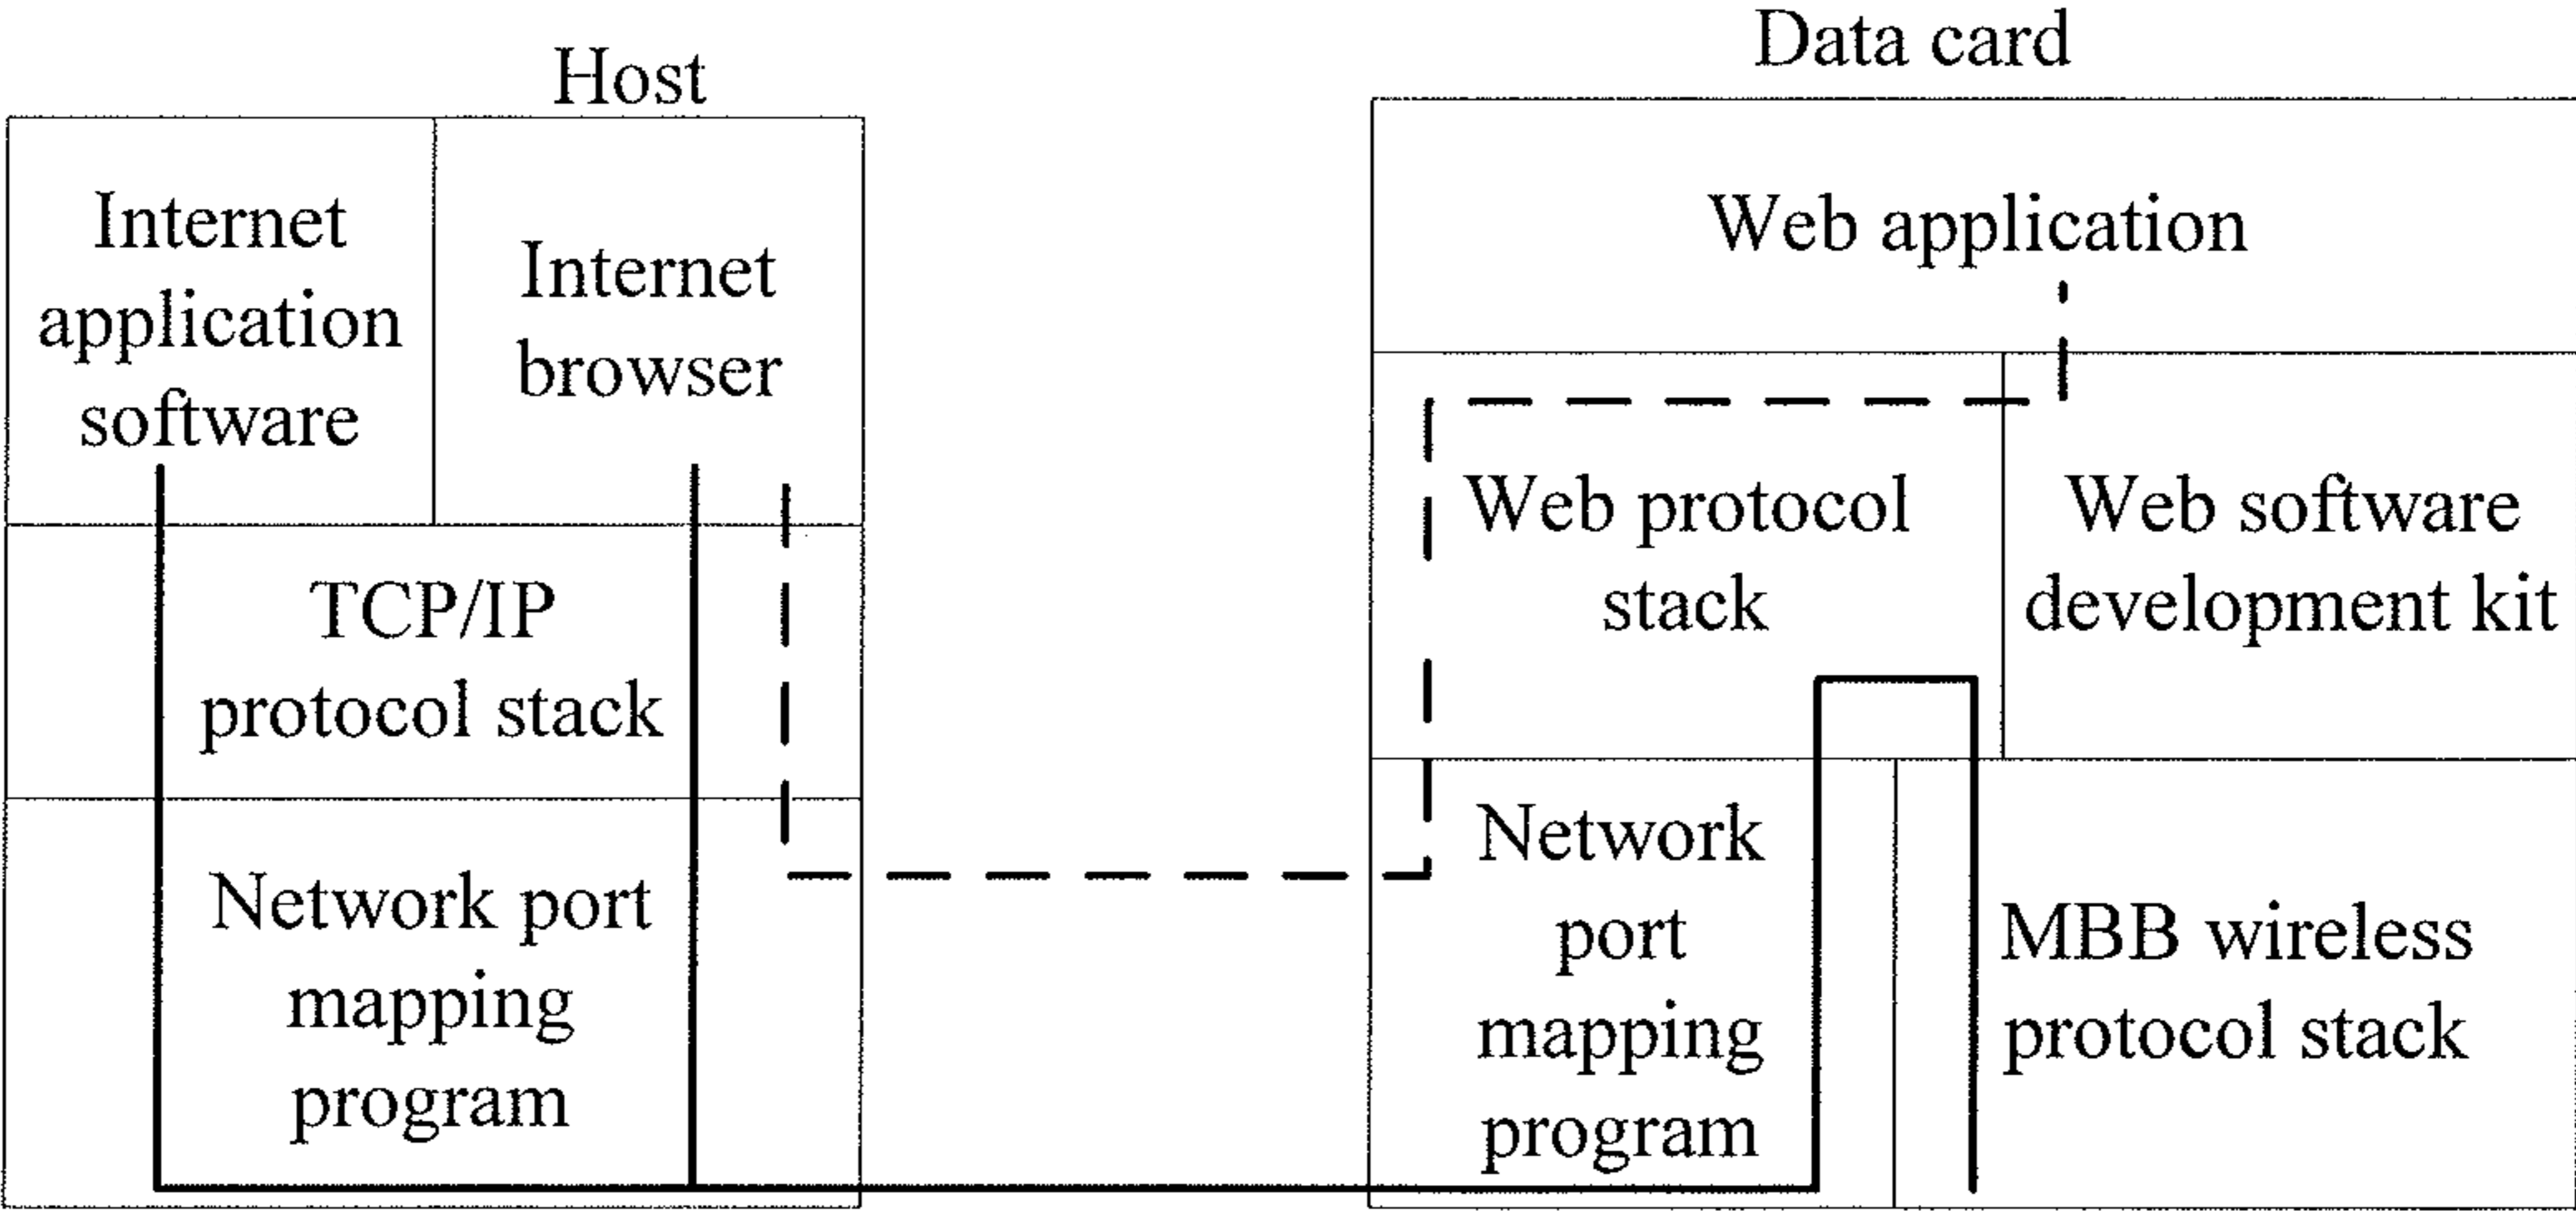 Host
Internet
application
software
Internet
browser
TCP/IP
protocol stack
Network port
mapping
program
Data card
Web application
Web protocol
stack
Web software
development kit
Network
port
mapping
program
MBB wireless
protocol stack